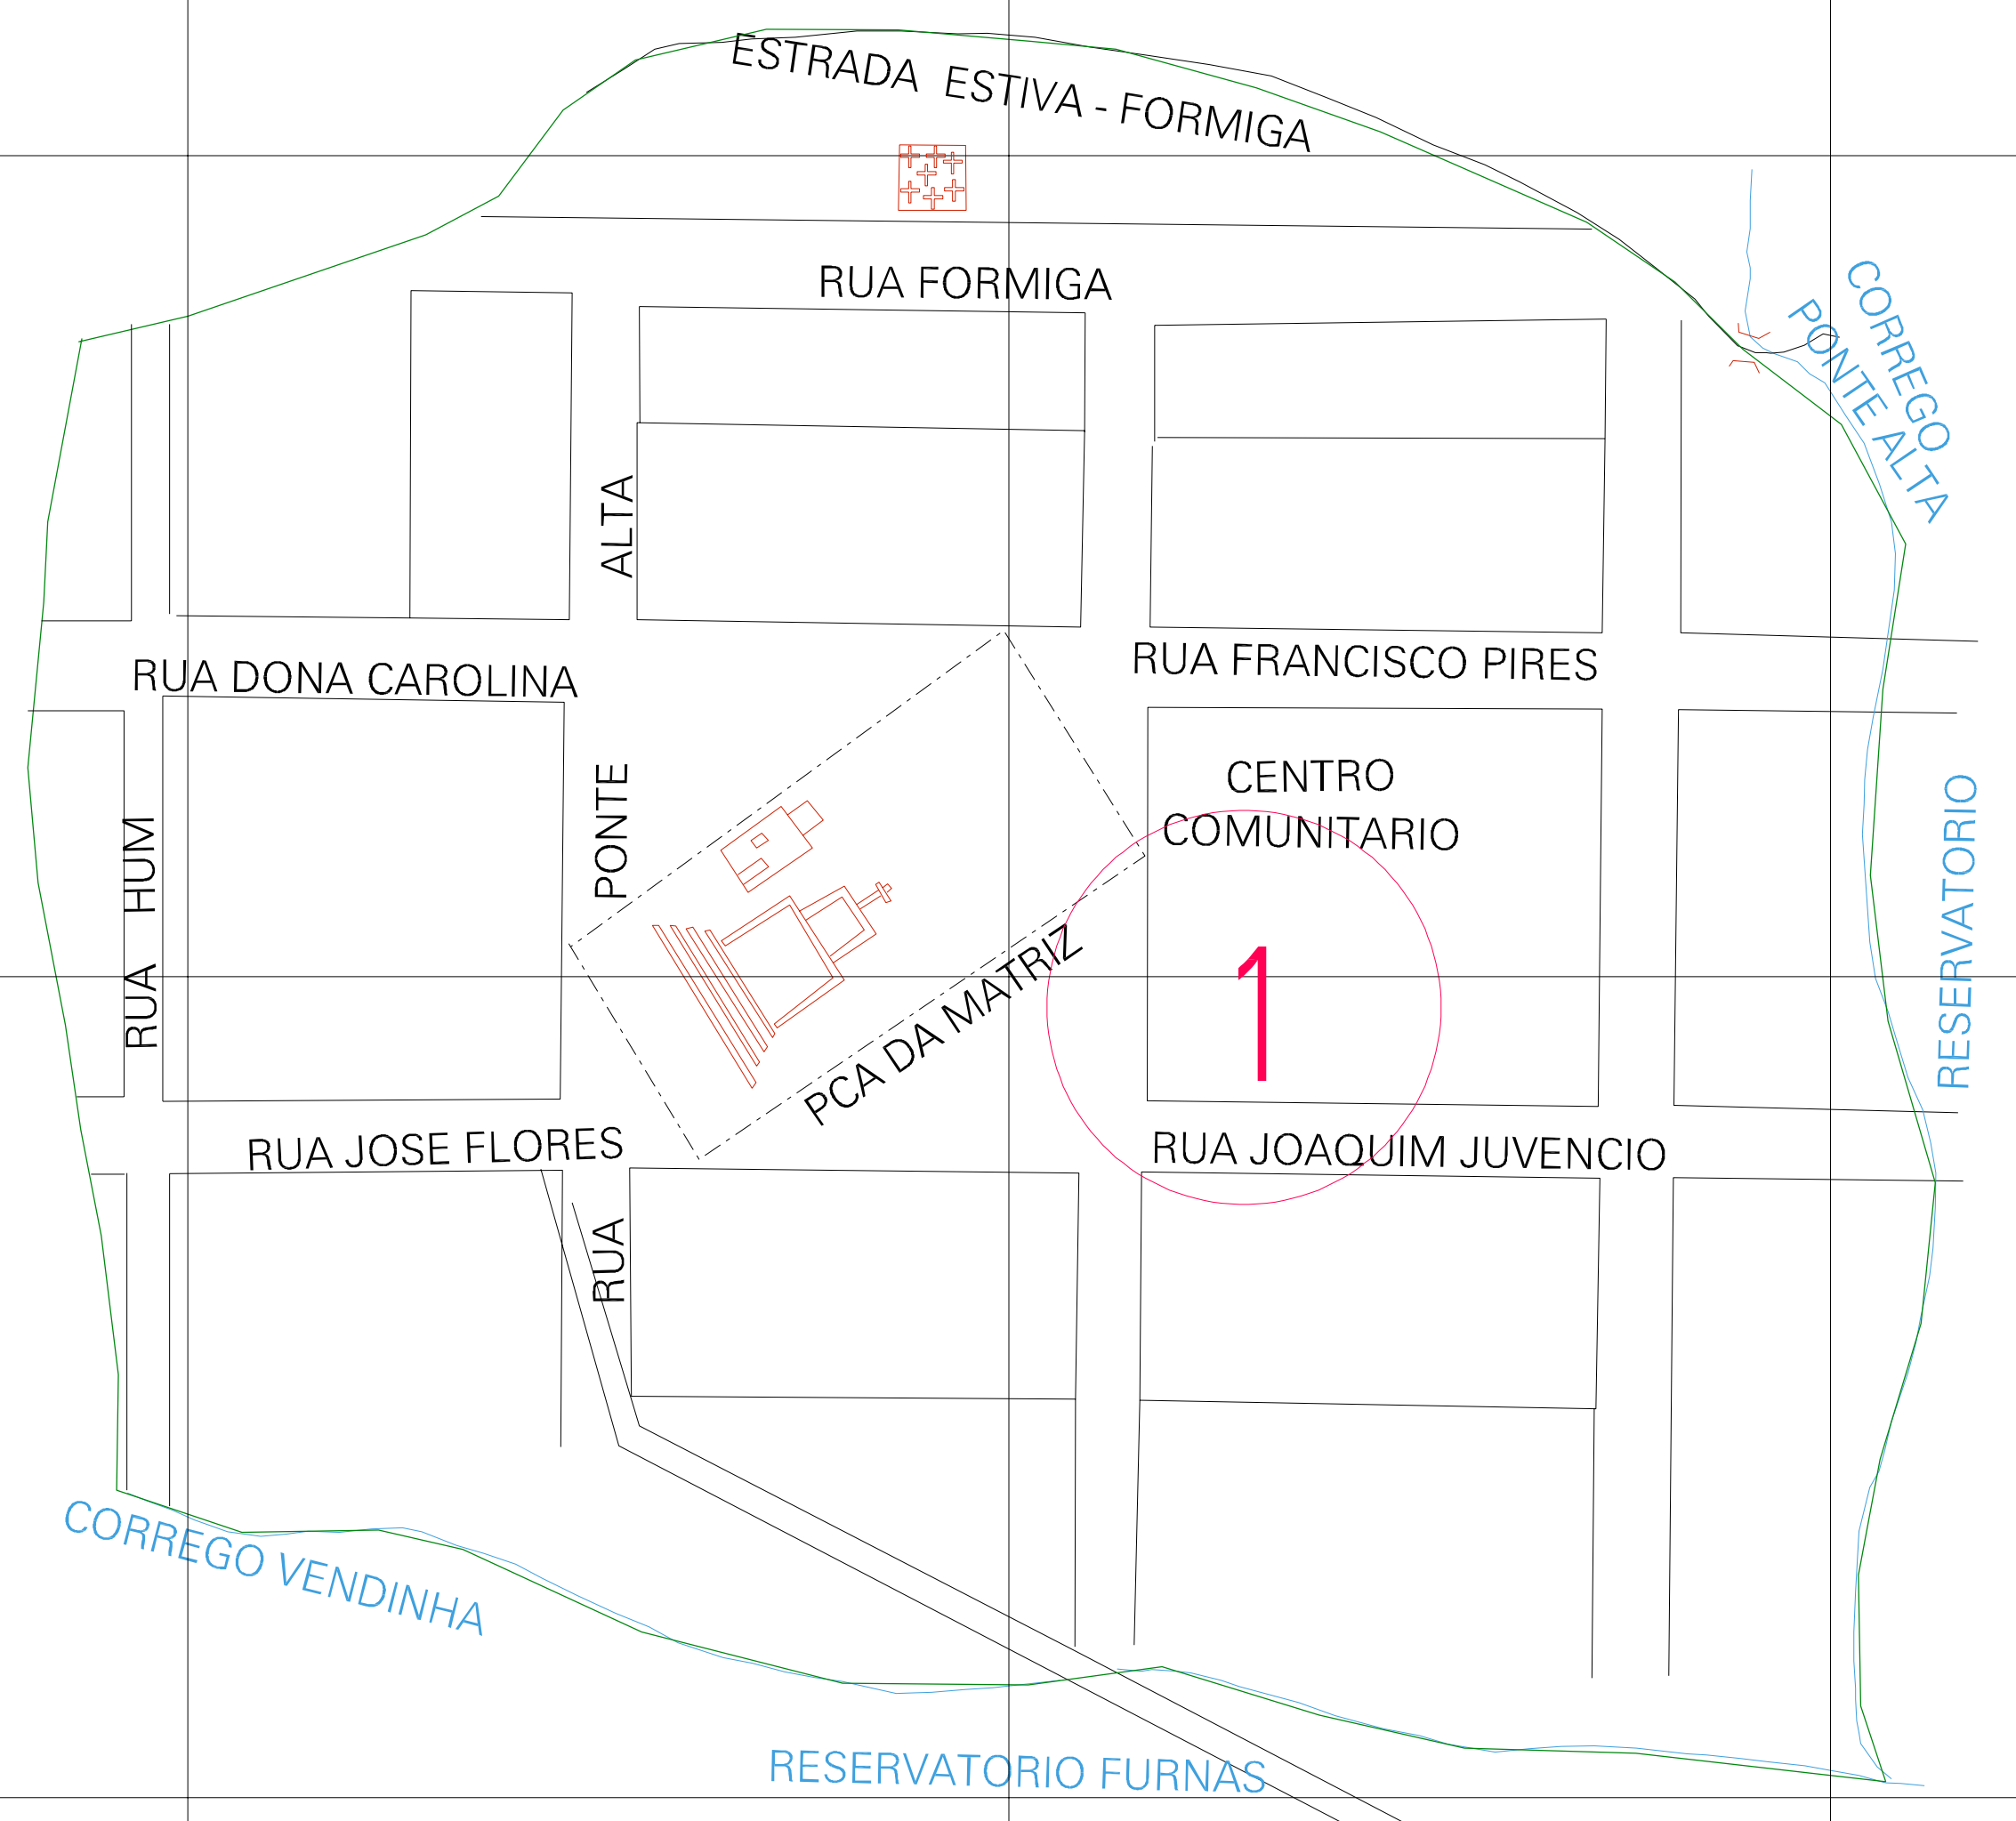 ESTRADA ESTIVA - FORMIGA
RUA FORMIGA
CORREGO
PONTE ALTA
RUA DONA CAROLINA
RUA FRANCISCO PIRES
RUA PONTE ALTA
CENTRO
COMUNITARIO
RUA HUM
1
PCA DA MATRIZ
RESERVATORIO
RUA JOSE FLORES
RUA JOAQUIM JUVENCIO
CORREGO VENDINHA
RESERVATORIO FURNAS